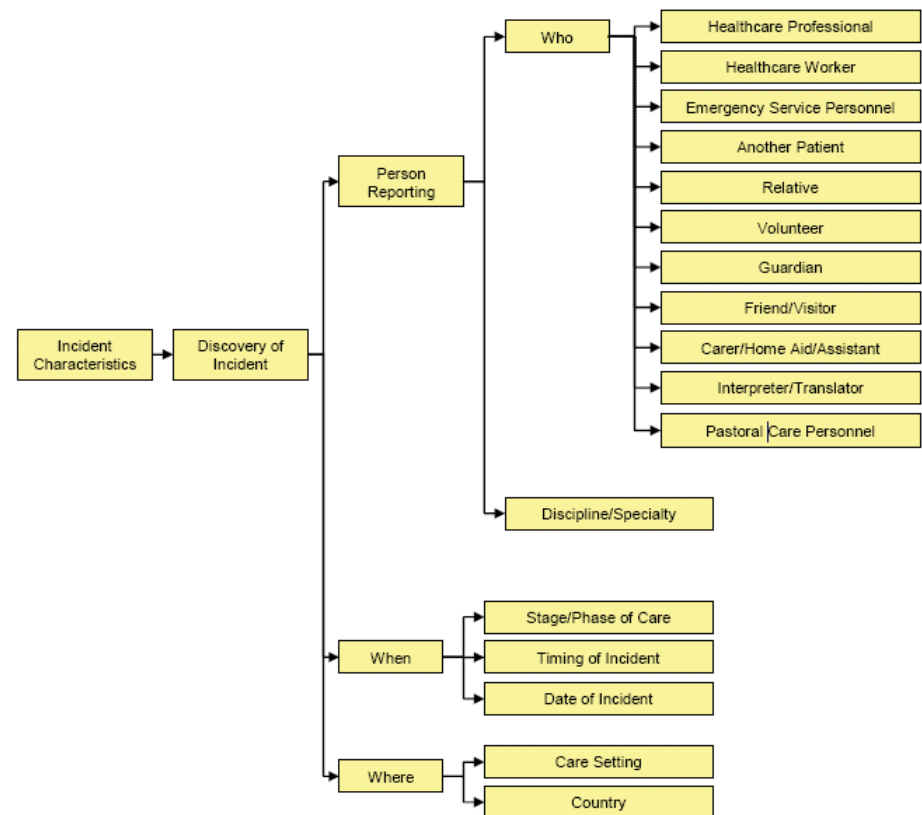 Who
Healthcare Professional
Healthcare Worker
Emergency Service Personnel
Another Patient
Person
Reporting
Relative
Volunteer
Guardian
Friend/Visitor
Incident
Characteristics
Discovery of
Incident
Carer/Home Aid/Assistant
Interpreter/Translator
Pastoral Care Personnel
Discipline/Specialty
Stage/Phase of Care
When
Timing of Incident
Date of Incident
Where
Care Setting
Country